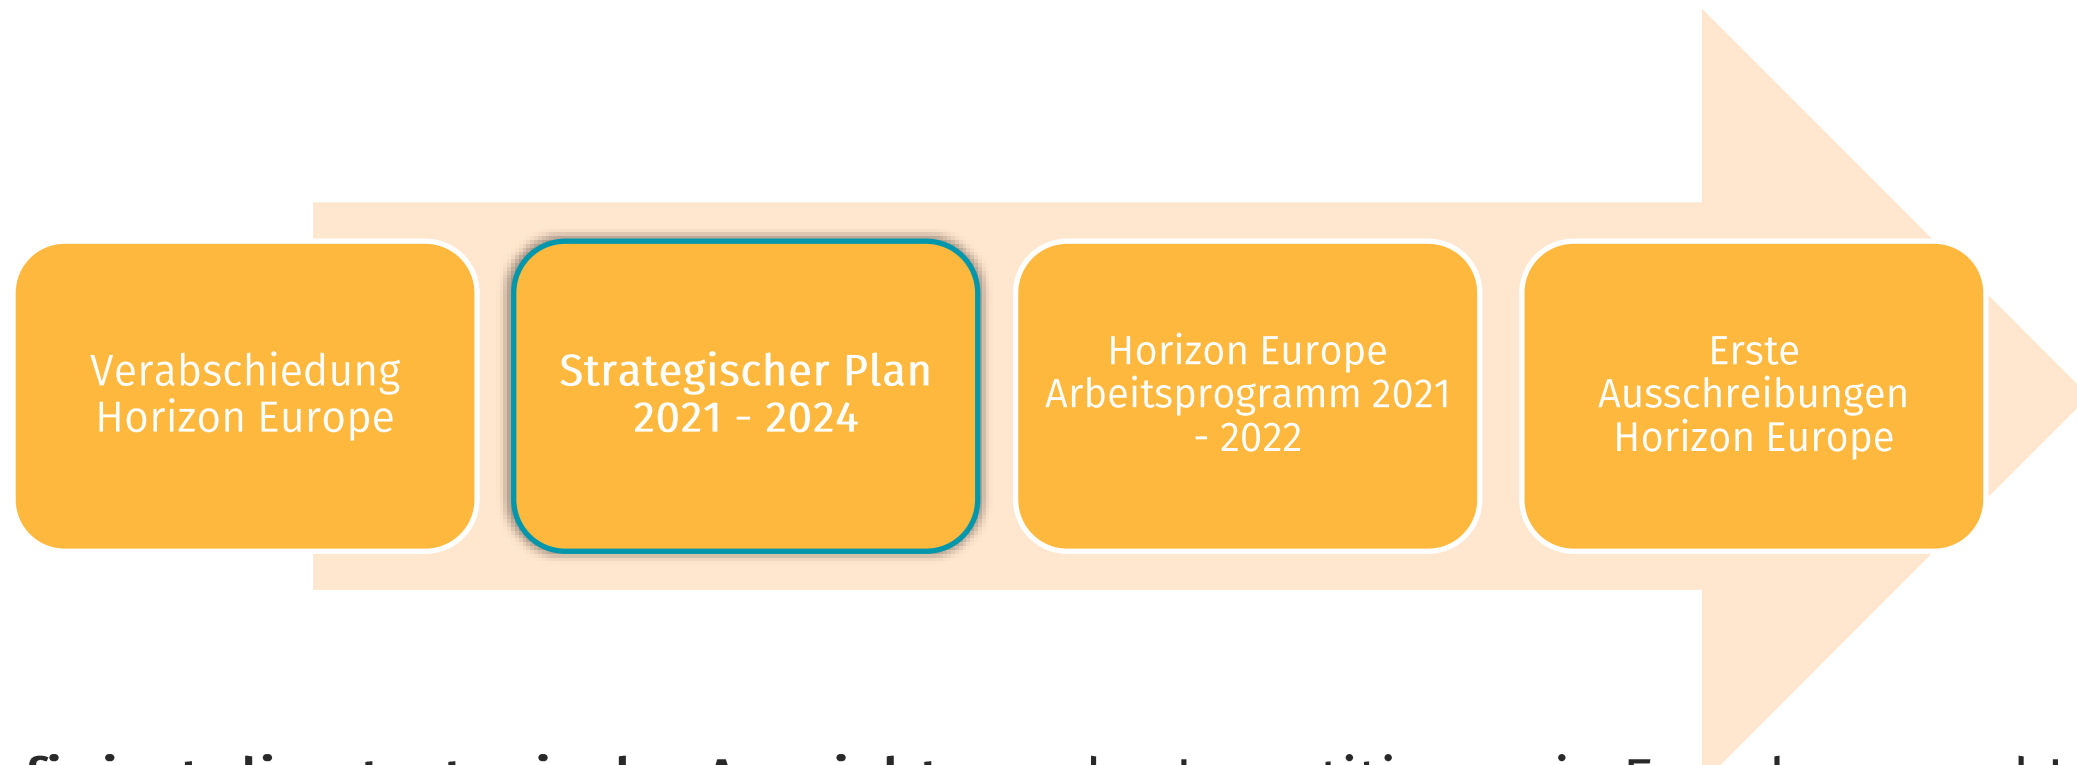 Verabschiedung
Horizon Europe
Strategischer Plan
2021 - 2024
Horizon Europe
Arbeitsprogramm 2021
- 2022
Erste
Ausschreibungen
Horizon Europe